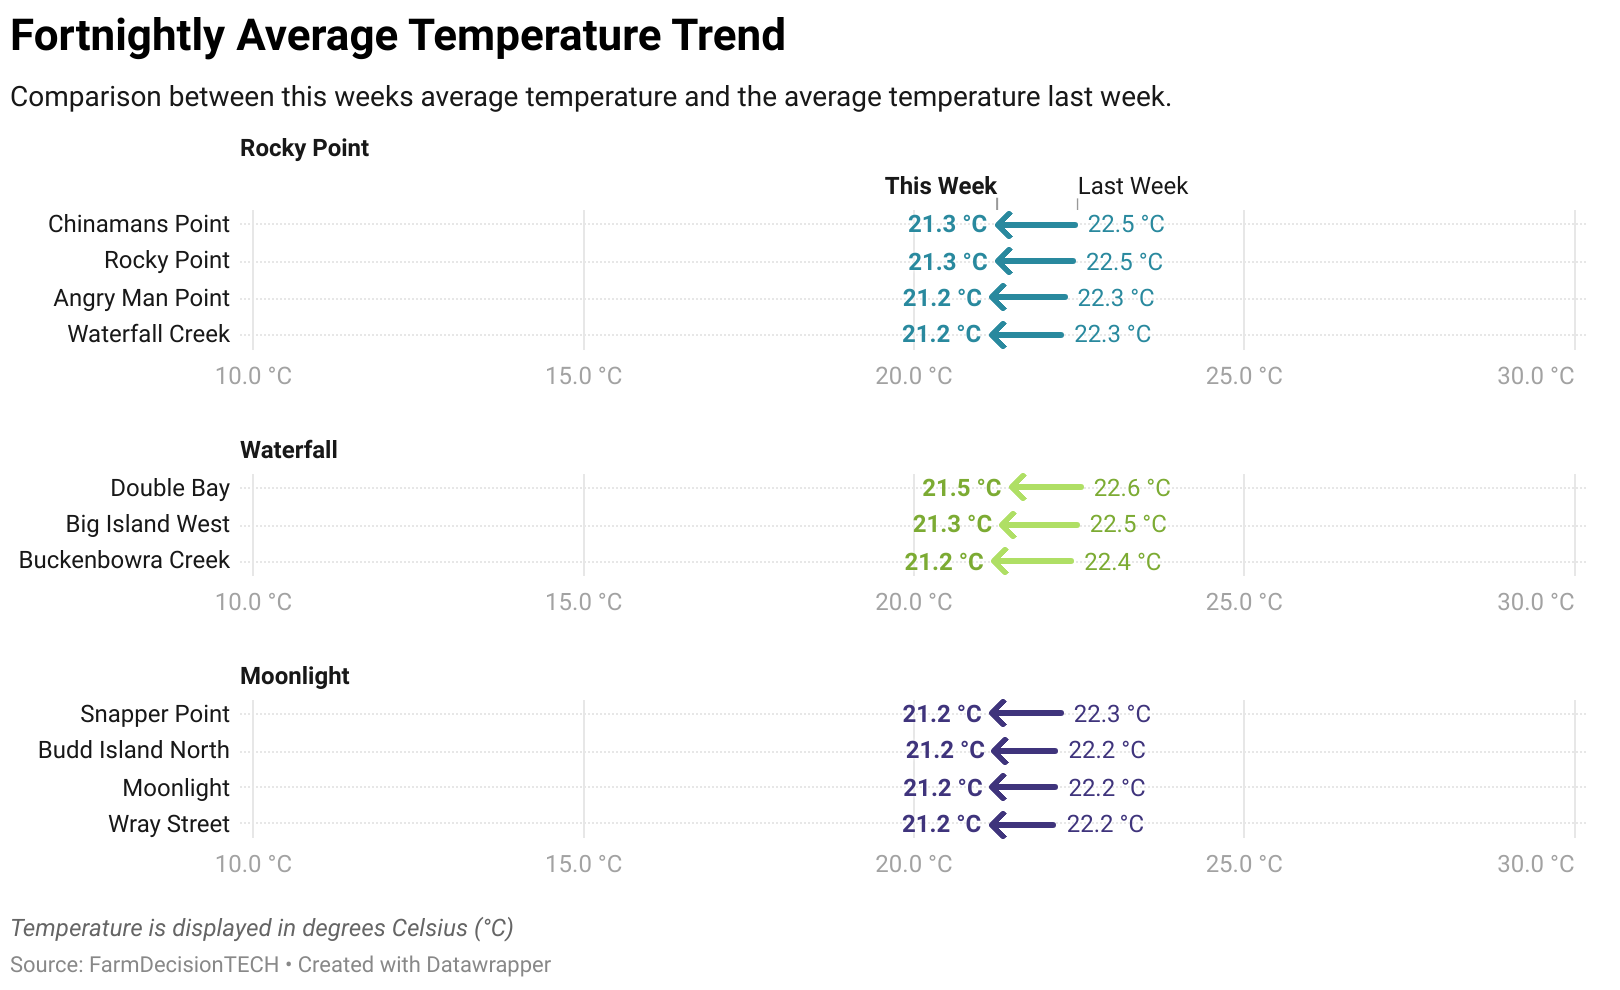 Fortnightly Average Temperature Trend
Comparison between this weeks average temperature and the average temperature last week.
Rocky Point
This Week Last Week
Chinamans Point 21.3 °C 22.5 °C
Rocky Point 21.3 °C 22.5 °C
Angry Man Point 21.2 °C 22.3 °C
Waterfall Creek 21.2 °C 22.3 °C
10.0 °C 15.0 °C 20.0 °C 25.0 °C 30.0 °C
Waterfall
Double Bay 21.5 °C 22.6 °C
Big Island West 21.3 °C 22.5 °C
Buckenbowra Creek 21.2 °C 22.4 °C
10.0 °C 15.0 °C 20.0 °C 25.0 °C 30.0 °C
Moonlight
Snapper Point 21.2 °C 22.3 °C
Budd Island North 21.2 °C 22.2 °C
Moonlight 21.2 °C 22.2 °C
Wray Street 21.2 °C 22.2 °C
10.0 °C 15.0 °C 20.0 °C 25.0 °C 30.0 °C
Temperature is displayed in degrees Celsius (°C)
Source: FarmDecisionTECH • Created with Datawrapper